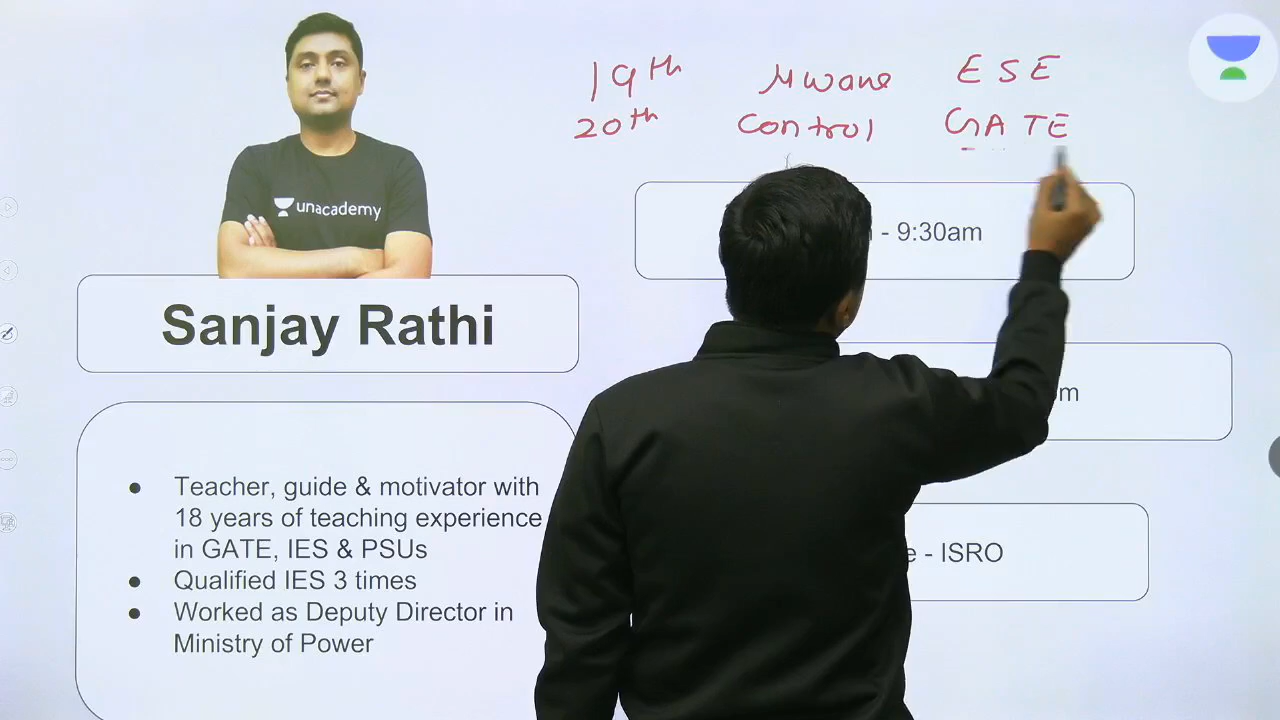 19th Mwave ESE
20th Control GATE
unacademy
- 9:30am
Sanjay Rathi
- ISRO
Teacher, guide & motivator with
18 years of teaching experience
in GATE, IES & PSUs
Qualified IES 3 times
Worked as Deputy Director in
Ministry of Power